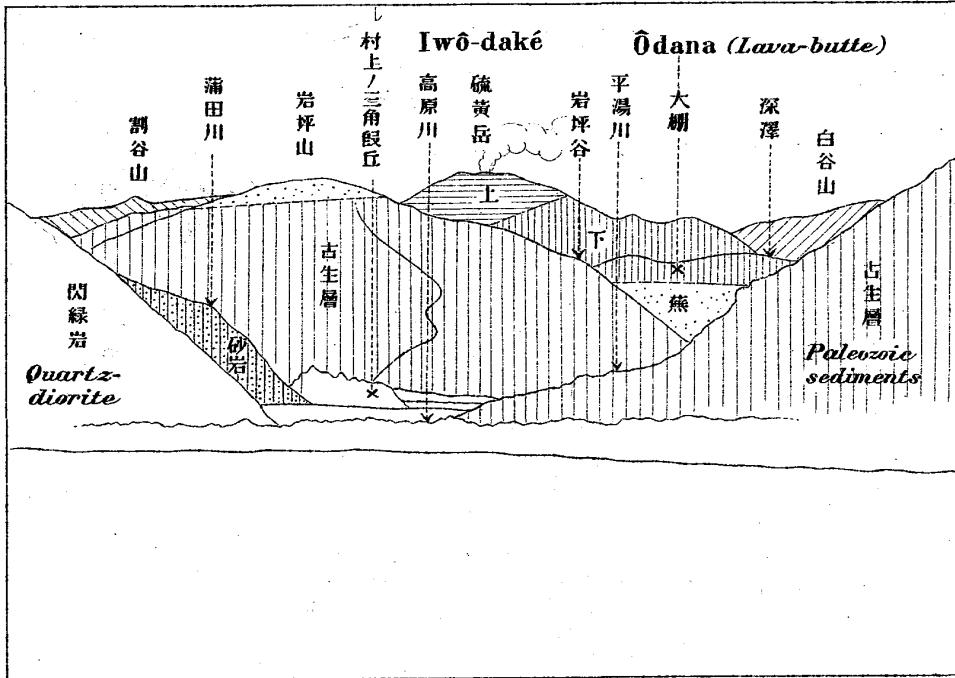 Iwô-daké
Ôdana (Lava-butte)
割谷山
蒲田川
岩坪山
村上ノ三角餽丘
高原川
硫黄岳
岩坪谷
平湯川
大棚
深澤
白谷山
上
下
古生層
熊
砂岩
閃緑岩
Quartz-
diorite
古生層
Paleozoic
sediments